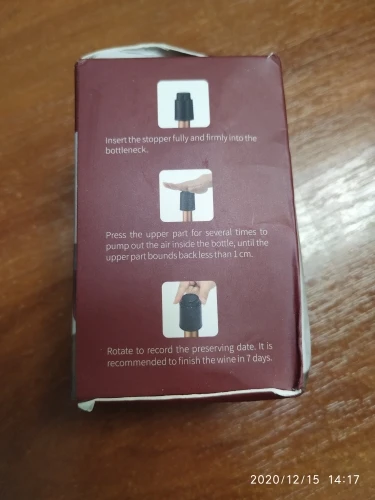 Insert the stopper fully and firmly into the
bottleneck.
Press the upper part for several times to
pump out the air inside the bottle, until the
upper part bounds back less than 1 cm.
Rotate to record the preserving date. It is
recommended to finish the wine in 7 days.
2020/12/15 14:17